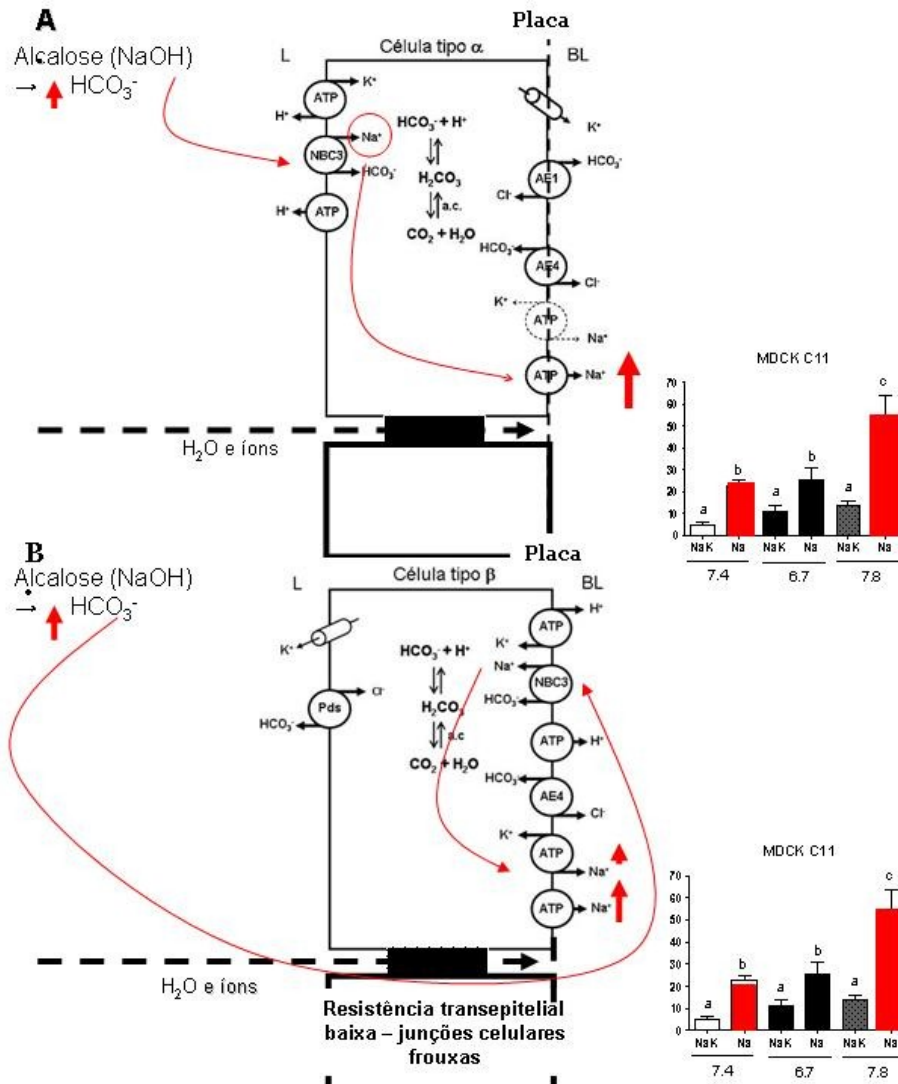 A
Placa
Alcalose (NaOH)
→ HCO₃⁻
L
Célula tipo α
BL
ATP
K⁺
H⁺
K⁺
NBC3
Na⁺
HCO₃⁻
HCO₃⁻ + H⁺
H₂CO₃
a.c.
CO₂ + H₂O
ATP
H⁺
HCO₃⁻
AE1
Cl⁻
HCO₃⁻
AE4
Cl⁻
K⁺
ATP
Na⁺
ATP
Na⁺
H₂O e íons
MDCK C11
70
60
50
40
30
20
10
0
a
b
a
b
a
c
NaK Na NaK Na NaK Na
7.4 6.7 7.8
B
Placa
Alcalose (NaOH)
→ HCO₃⁻
L
Célula tipo β
BL
K⁺
H⁺
ATP
K⁺
HCO₃⁻ + H⁺
H₂CO₃
a.c
CO₂ + H₂O
Na⁺
NBC3
HCO₃⁻
Pds
Cl⁻
HCO₃⁻
ATP
H⁺
HCO₃⁻
AE4
Cl⁻
K⁺
ATP
Na⁺
ATP
Na⁺
H₂O e íons
Resistência transepitelial
baixa – junções celulares
frouxas
MDCK C11
70
60
50
40
30
20
10
0
a
b
a
b
a
c
NaK Na NaK Na NaK Na
7.4 6.7 7.8